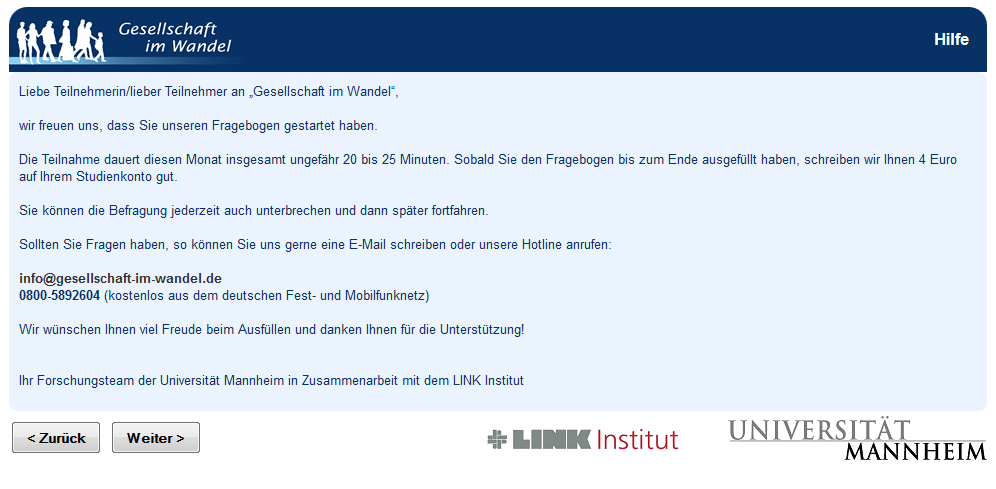 Gesellschaft
im Wandel
Hilfe
Liebe Teilnehmerin/lieber Teilnehmer an „Gesellschaft im Wandel“,
wir freuen uns, dass Sie unseren Fragebogen gestartet haben.
Die Teilnahme dauert diesen Monat insgesamt ungefähr 20 bis 25 Minuten. Sobald Sie den Fragebogen bis zum Ende ausgefüllt haben, schreiben wir Ihnen 4 Euro
auf Ihrem Studienkonto gut.
Sie können die Befragung jederzeit auch unterbrechen und dann später fortfahren.
Sollten Sie Fragen haben, so können Sie uns gerne eine E-Mail schreiben oder unsere Hotline anrufen:
info@gesellschaft-im-wandel.de
0800-5892604 (kostenlos aus dem deutschen Fest- und Mobilfunknetz)
Wir wünschen Ihnen viel Freude beim Ausfüllen und danken Ihnen für die Unterstützung!
Ihr Forschungsteam der Universität Mannheim in Zusammenarbeit mit dem LINK Institut
< Zurück
Weiter >
LINK Institut
UNIVERSITÄT
MANNHEIM